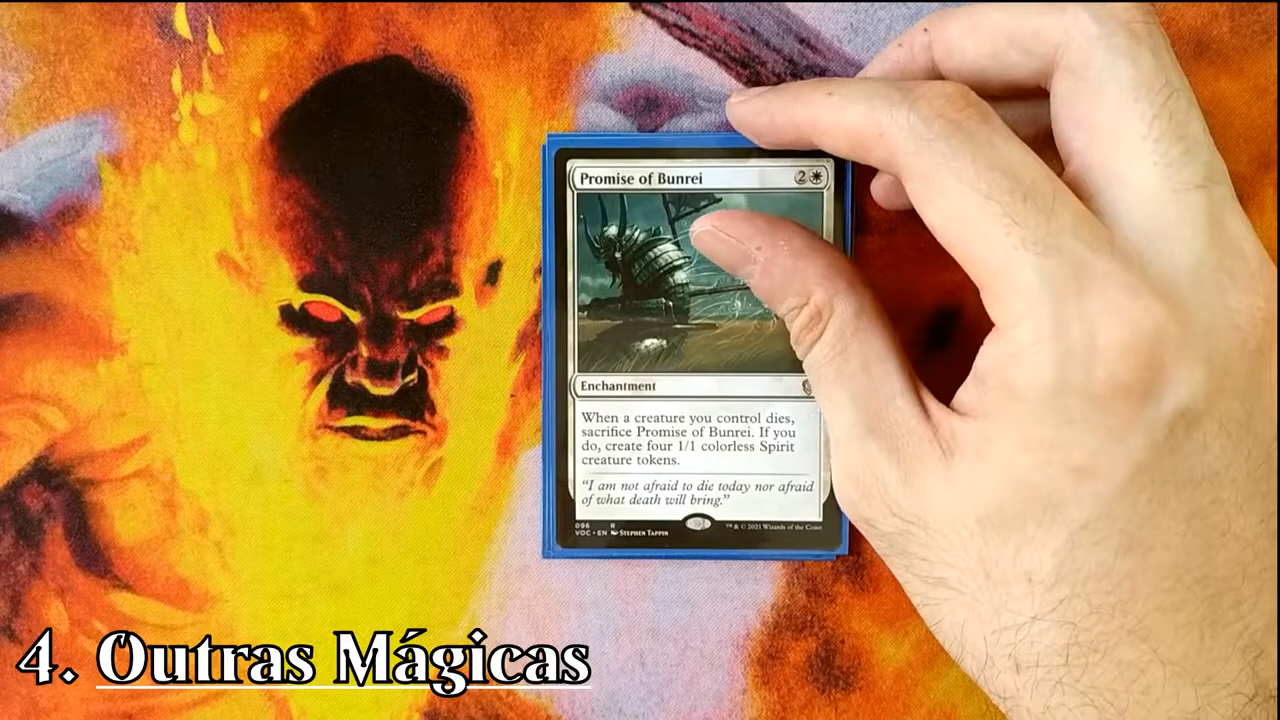 Promise of Bunrei 2
Enchantment
When a creature you control dies,
sacrifice Promise of Bunrei. If you
do, create four 1/1 colorless Spirit
creature tokens.
“I am not afraid to die today nor afraid
of what death will bring.”
096 R
VOC • EN STEPHEN TAPPIN
™ & © 2021 Wizards of the Coast
4. Outras Mágicas